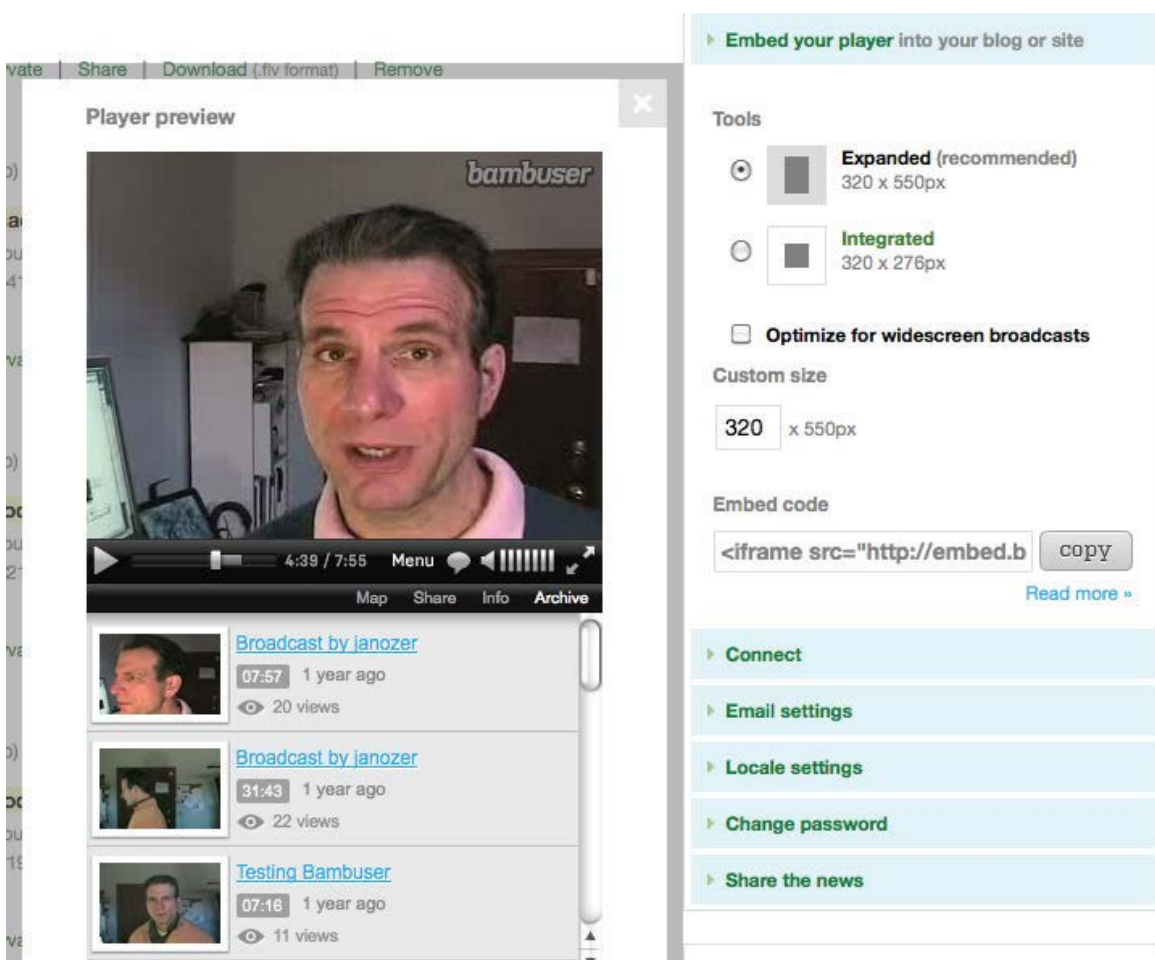 Embed your player into your blog or site
vate | Share | Download (.flv format) | Remove
Player preview
bambuser
4:39 / 7:55 Menu
Map Share Info Archive
Broadcast by janozer
07:57 1 year ago
20 views
Broadcast by janozer
31:43 1 year ago
22 views
Testing Bambuser
07:16 1 year ago
11 views
Tools
Expanded (recommended)
320 x 550px
Integrated
320 x 276px
Optimize for widescreen broadcasts
Custom size
320 x 550px
Embed code
<iframe src="http://embed.b copy
Read more »
Connect
Email settings
Locale settings
Change password
Share the news